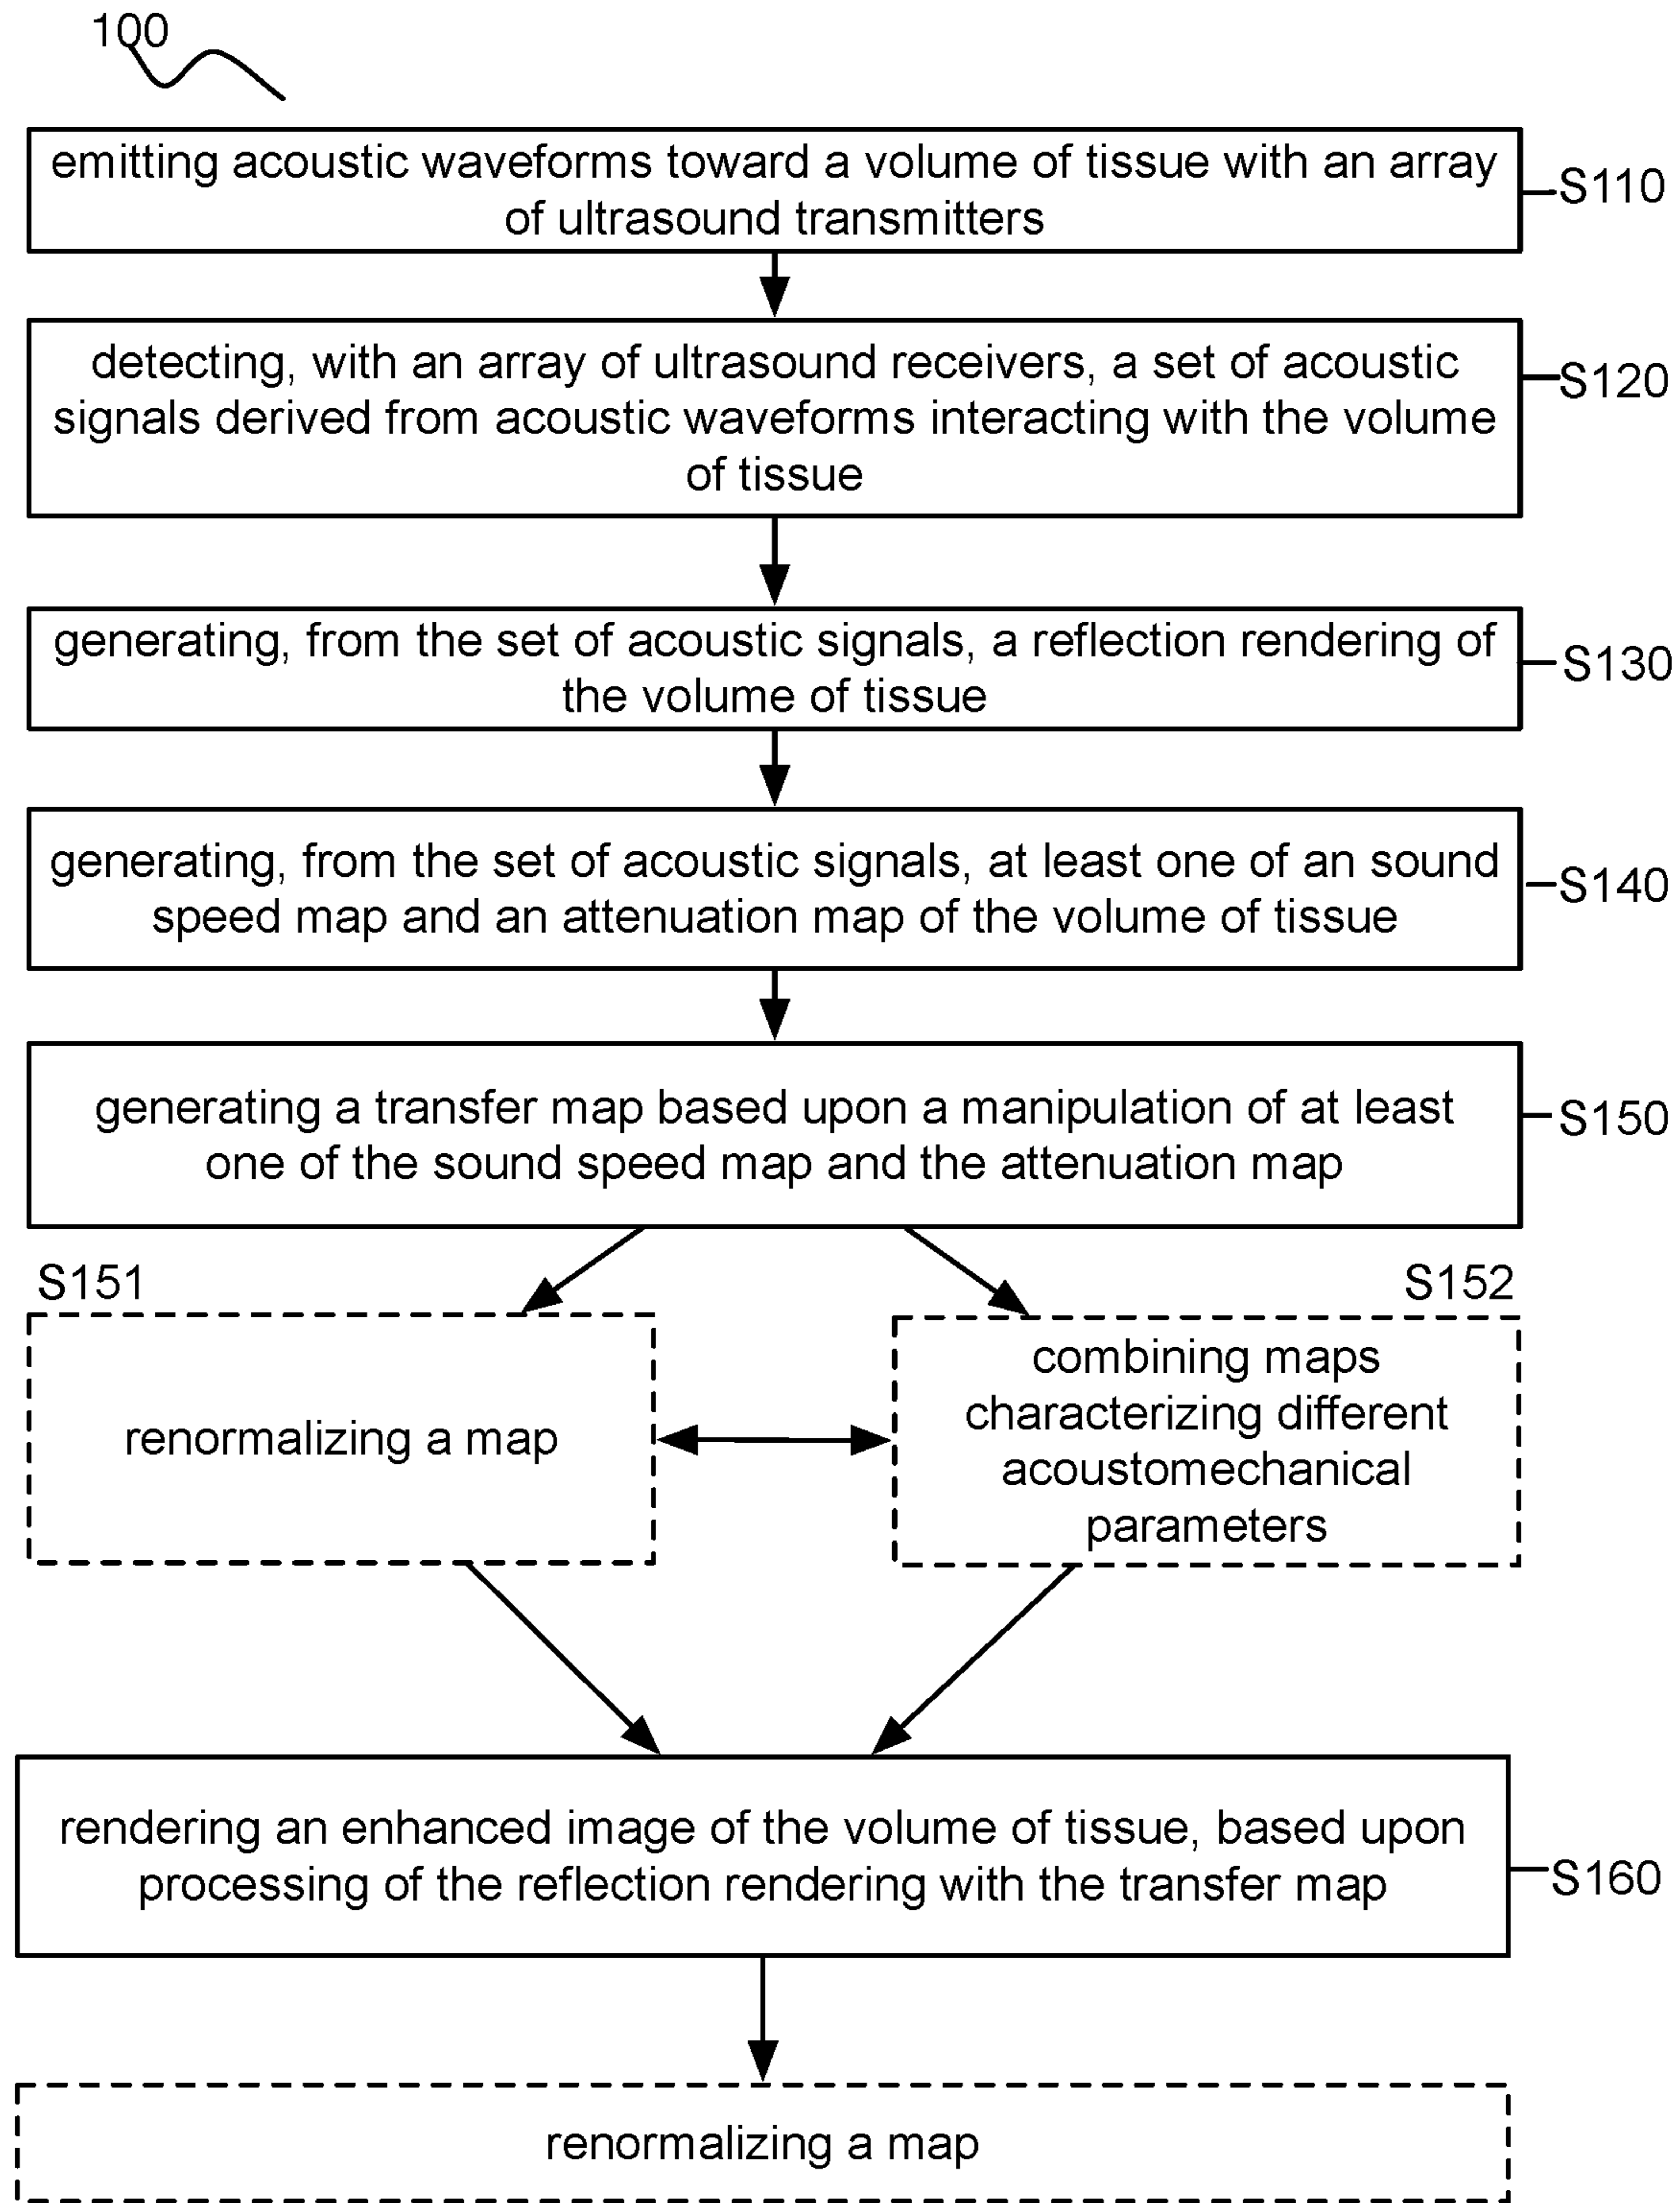 100
emitting acoustic waveforms toward a volume of tissue with an array
of ultrasound transmitters
S110
detecting, with an array of ultrasound receivers, a set of acoustic
signals derived from acoustic waveforms interacting with the volume
of tissue
S120
generating, from the set of acoustic signals, a reflection rendering of
the volume of tissue
S130
generating, from the set of acoustic signals, at least one of an sound
speed map and an attenuation map of the volume of tissue
S140
generating a transfer map based upon a manipulation of at least
one of the sound speed map and the attenuation map
S150
S151
renormalizing a map
S152
combining maps
characterizing different
acoustomechanical
parameters
rendering an enhanced image of the volume of tissue, based upon
processing of the reflection rendering with the transfer map
S160
renormalizing a map